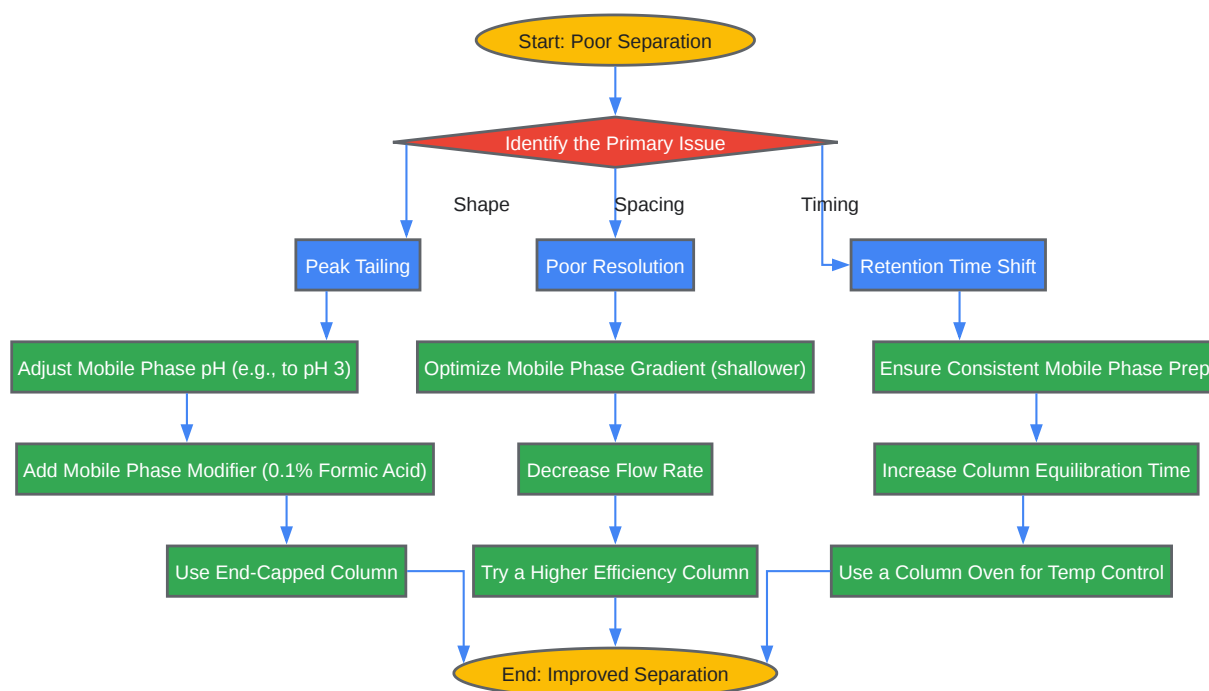 Start: Poor Separation
Identify the Primary Issue
Shape
Spacing
Timing
Peak Tailing
Poor Resolution
Retention Time Shift
Adjust Mobile Phase pH (e.g., to pH 3)
Optimize Mobile Phase Gradient (shallower)
Ensure Consistent Mobile Phase Prep
Add Mobile Phase Modifier (0.1% Formic Acid)
Decrease Flow Rate
Increase Column Equilibration Time
Use End-Capped Column
Try a Higher Efficiency Column
Use a Column Oven for Temp Control
End: Improved Separation